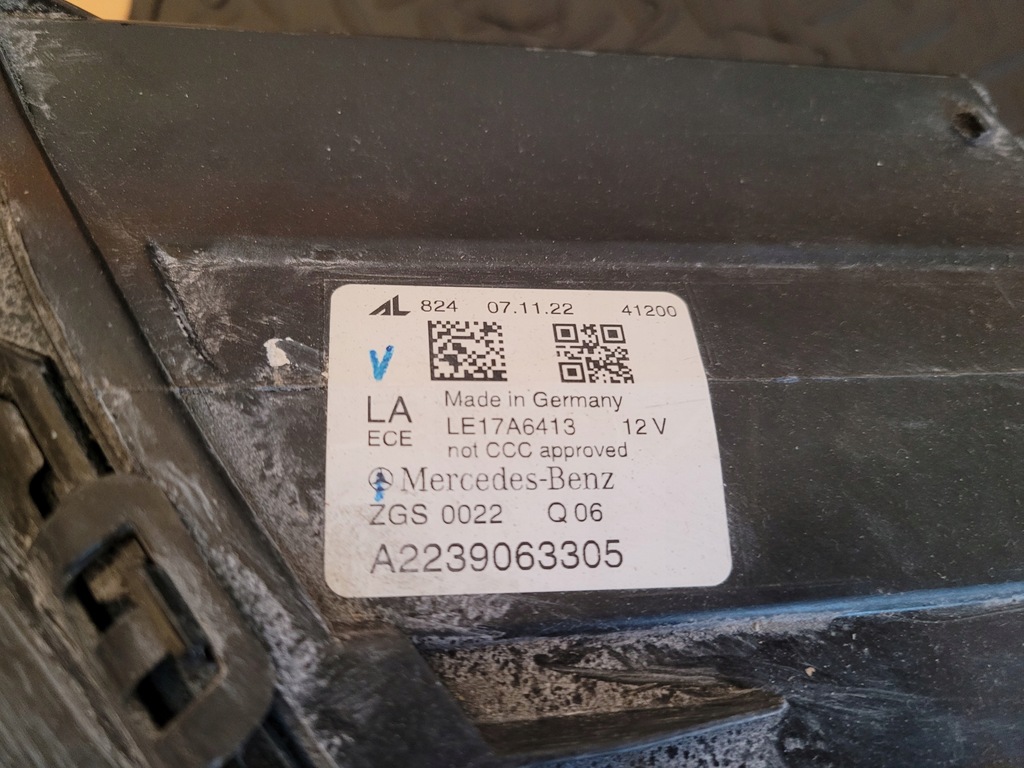 AL 824 07.11.22 41200
V
LA
ECE
Made in Germany
LE17A6413 12 V
not CCC approved
Mercedes-Benz
ZGS 0022 Q 06
A2239063305